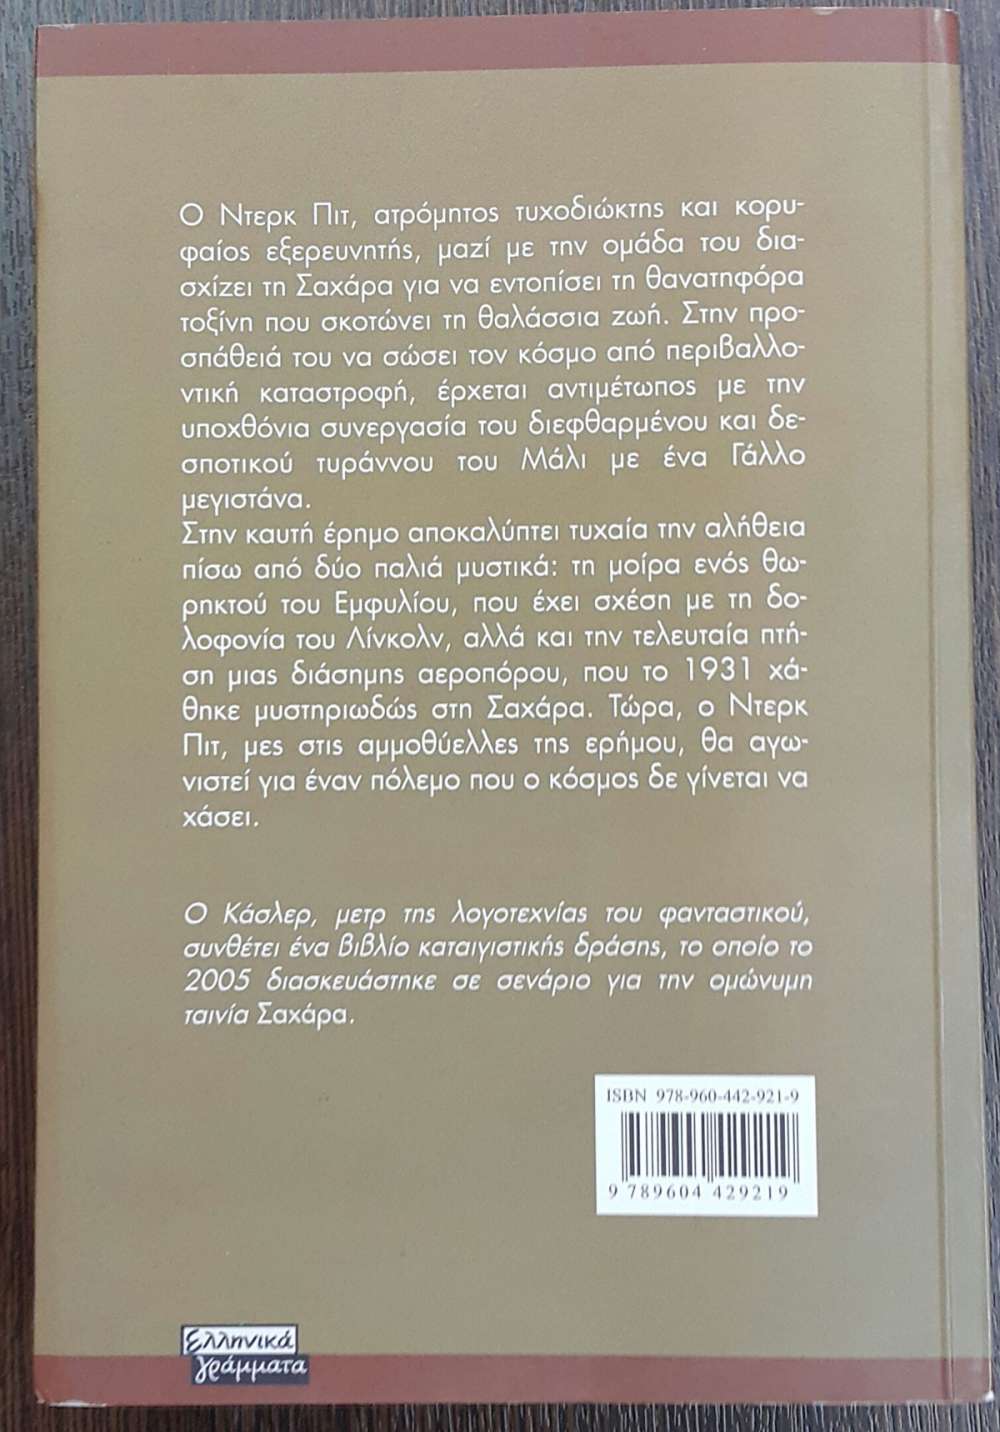 Ο Ντερκ Πιτ, ατρόμητος τυχοδιώκτης και κορυ-
φαίος εξερευνητής, μαζί με την ομάδα του δια-
σχίζει τη Σαχάρα για να εντοπίσει τη θανατηφόρα
τοξίνη που σκοτώνει τη θαλάσσια ζωή. Στην προ-
σπάθειά του να σώσει τον κόσμο από περιβαλλο-
ντική καταστροφή, έρχεται αντιμέτωπος με την
υποχθόνια συνεργασία του διεφθαρμένου και δε-
σποτικού τυράννου του Μάλι με ένα Γάλλο
μεγιστάνα.
Στην καυτή έρημο αποκαλύπτει τυχαία την αλήθεια
πίσω από δύο παλιά μυστικά: τη μοίρα ενός θω-
ρηκτού του Εμφυλίου, που έχει σχέση με τη δο-
λοφονία του Λίνκολν, αλλά και την τελευταία πτή-
ση μιας διάσημης αεροπόρου, που το 1931 χά-
θηκε μυστηριωδώς στη Σαχάρα. Τώρα, ο Ντερκ
Πιτ, μες στις αμμοθύελλες της ερήμου, θα αγω-
νιστεί για έναν πόλεμο που ο κόσμος δε γίνεται να
χάσει.
Ο Κάσλερ, μετρ της λογοτεχνίας του φανταστικού,
συνθέτει ένα βιβλίο καταιγιστικής δράσης, το οποίο το
2005 διασκευάστηκε σε σενάριο για την ομώνυμη
ταινία Σαχάρα.
ISBN 978-960-442-921-9
9 789604 429219
ελληνικά
γράμματα